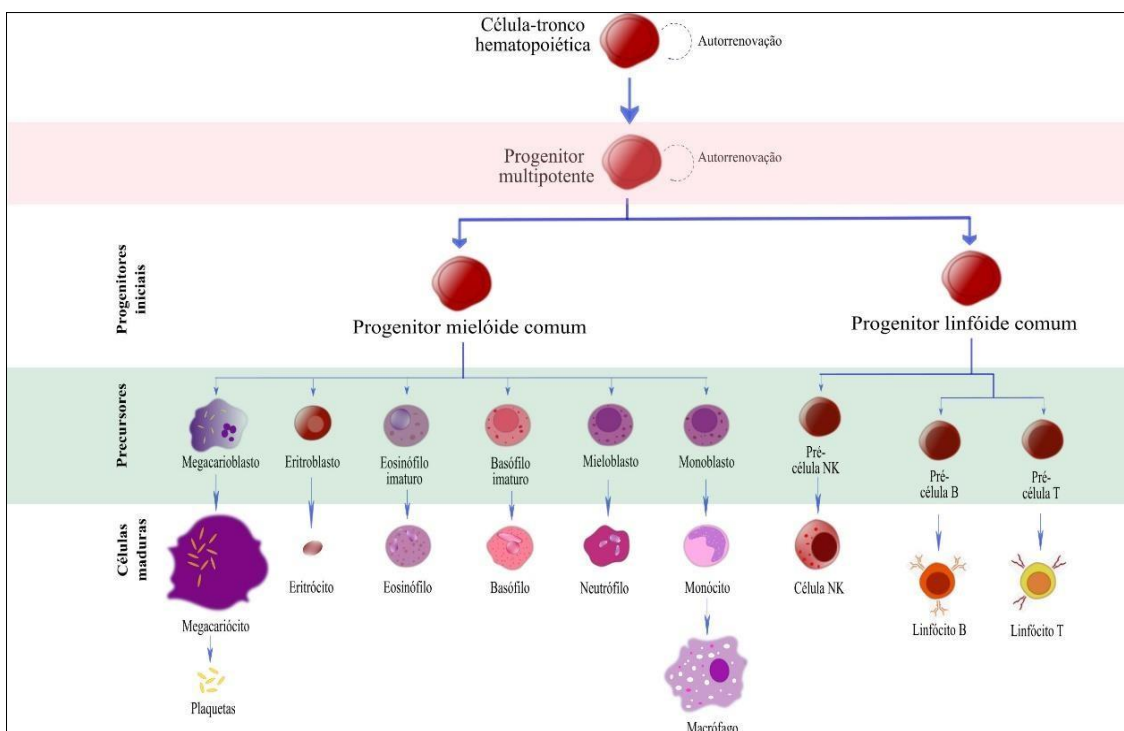 Célula-tronco
hematopoiética
Autorrenovação
Progenitor
multipotente
Autorrenovação
Progenitores
iniciais
Progenitor mielóide comum
Progenitor linfóide comum
Precursores
Megacarioblasto
Eritroblasto
Eosinófilo
imaturo
Basófilo
imaturo
Mieloblasto
Monoblasto
Pré-
célula NK
Pré-
célula B
Pré-
célula T
Células
maduras
Megacariócito
Eritrócito
Eosinófilo
Basófilo
Neutrófilo
Monócito
Célula NK
Linfócito B
Linfócito T
Plaquetas
Macrófago